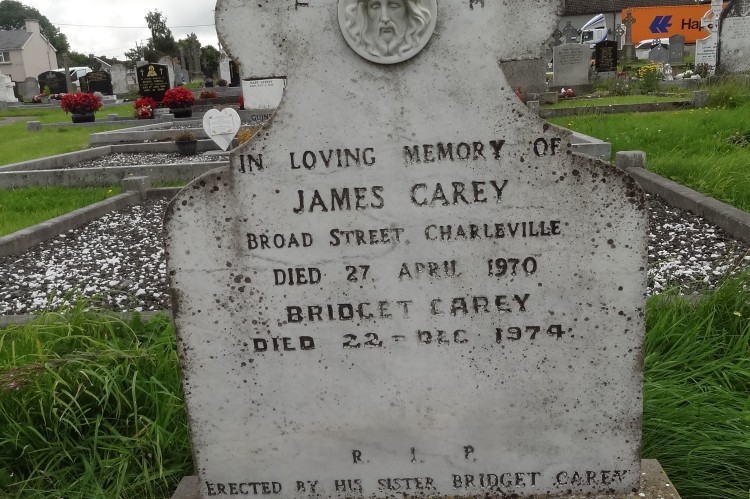 I H
IN LOVING MEMORY OF
JAMES CAREY
BROAD STREET, CHARLEVILLE
DIED 27 APRIL 1970
BRIDGET CAREY
DIED 22 - DEC 1974
R. I. P.
ERECTED BY HIS SISTER BRIDGET CAREY
Hap